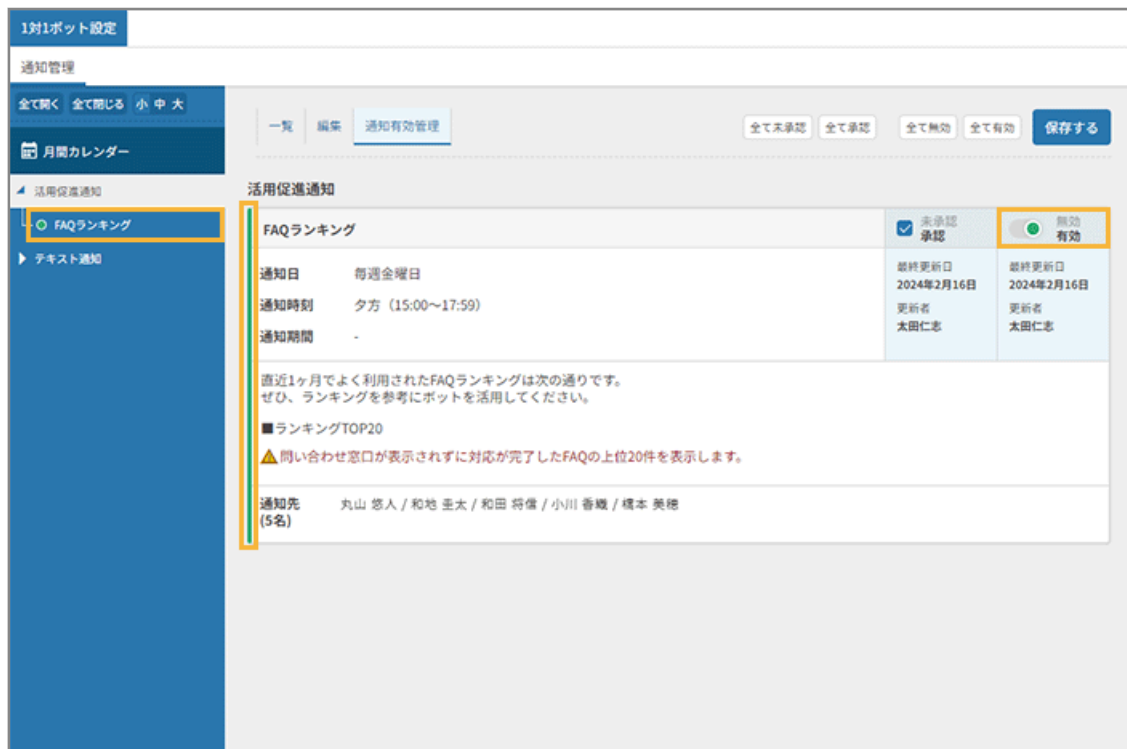 1対1ボット設定
通知管理
全て開く 全て閉じる 小 中 大
月間カレンダー
活用促進通知
FAQランキング
テキスト通知
一覧 編集 通知有効管理 全て未承認 全て承認 全て無効 全て有効 保存する
活用促進通知
FAQランキング
未承認
承認
無効
有効
通知日 毎週金曜日
通知時刻 夕方（15:00〜17:59）
通知期間 -
最終更新日
2024年2月16日
更新者
太田仁志
最終更新日
2024年2月16日
更新者
太田仁志
直近1ヶ月でよく利用されたFAQランキングは次の通りです。
ぜひ、ランキングを参考にボットを活用してください。
■ランキングTOP20
問い合わせ窓口が表示されずに対応が完了したFAQの上位20件を表示します。
通知先 丸山 悠人 / 和地 圭太 / 和田 将信 / 小川 香織 / 橋本 美穂
(5名)